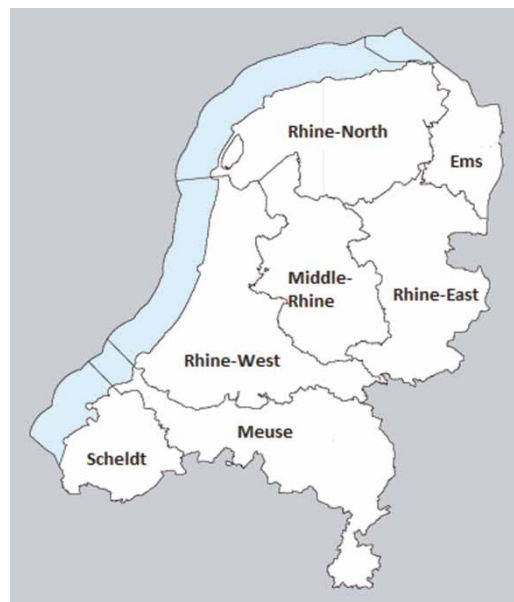 Rhine-North
Ems
Middle-
Rhine
Rhine-East
Rhine-West
Meuse
Scheldt